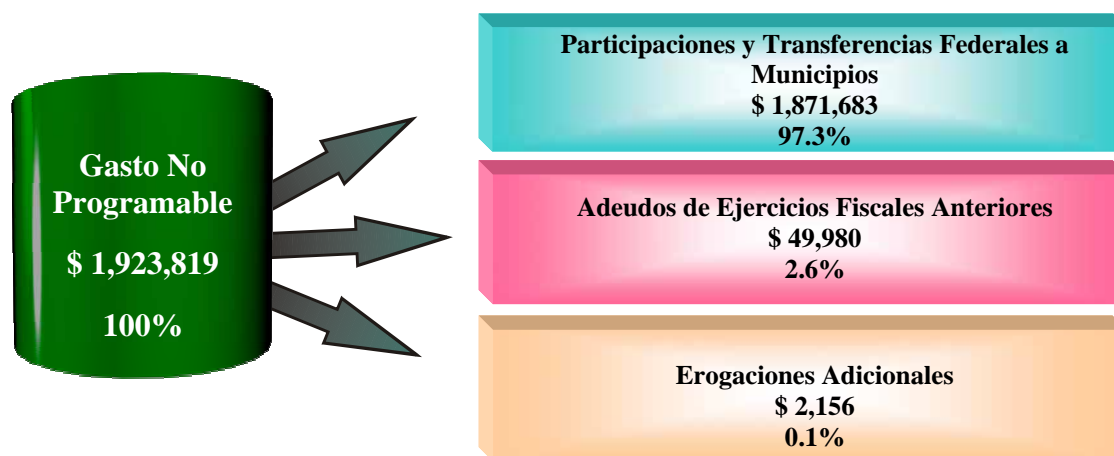 Gasto No
Programable
$ 1,923,819
100%
Participaciones y Transferencias Federales a
Municipios
$ 1,871,683
97.3%
Adeudos de Ejercicios Fiscales Anteriores
$ 49,980
2.6%
Erogaciones Adicionales
$ 2,156
0.1%